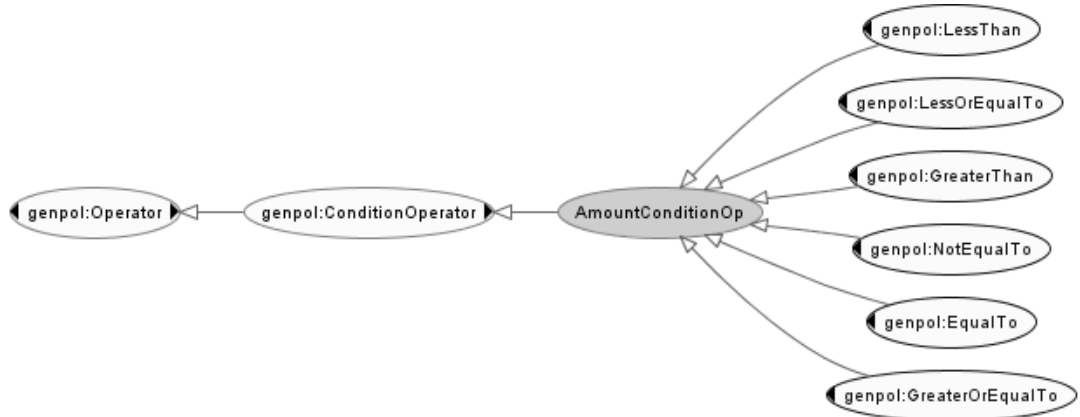 genpol:LessThan
genpol:LessOrEqualTo
genpol:GreaterThan
genpol:Operator
genpol:ConditionOperator
AmountConditionOp
genpol:NotEqualTo
genpol:EqualTo
genpol:GreaterOrEqualTo